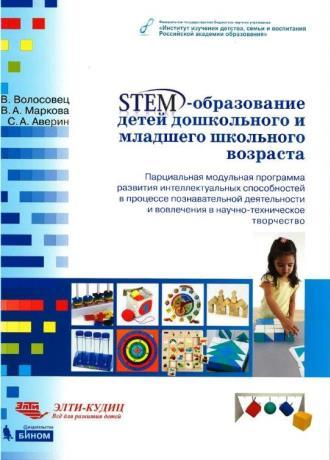 Федеральное государственное бюджетное научное учреждение
«Институт изучения детства, семьи и воспитания
Российской академии образования»
В. Волосовец
В. А. Маркова
С. А. Аверин
STEM-образование
детей дошкольного и
младшего школьного
возраста
Парциальная модульная программа
развития интеллектуальных способностей
в процессе познавательной деятельности
и вовлечения в научно-техническое
творчество
ЭЛТИ
ЭЛТИ-КУДИЦ
Всё для развития детей
Издательство
БИНОМ